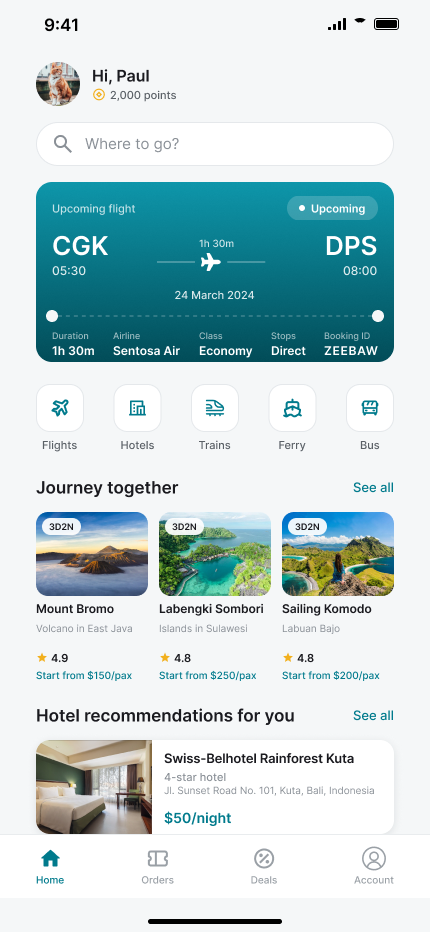 9:41
Hi, Paul
2,000 points
Where to go?
Upcoming flight
Upcoming
CGK
1h 30m
DPS
05:30
08:00
24 March 2024
Duration Airline Class Stops Booking ID
1h 30m Sentosa Air Economy Direct ZEEBAW
Flights Hotels Trains Ferry Bus
Journey together See all
3D2N 3D2N 3D2N
Mount Bromo Labengki Sombori Sailing Komodo
Volcano in East Java Islands in Sulawesi Labuan Bajo
4.9 4.8 4.8
Start from $150/pax Start from $250/pax Start from $200/pax
Hotel recommendations for you See all
Swiss-Belhotel Rainforest Kuta
4-star hotel
Jl. Sunset Road No. 101, Kuta, Bali, Indonesia
$50/night
Home Orders Deals Account